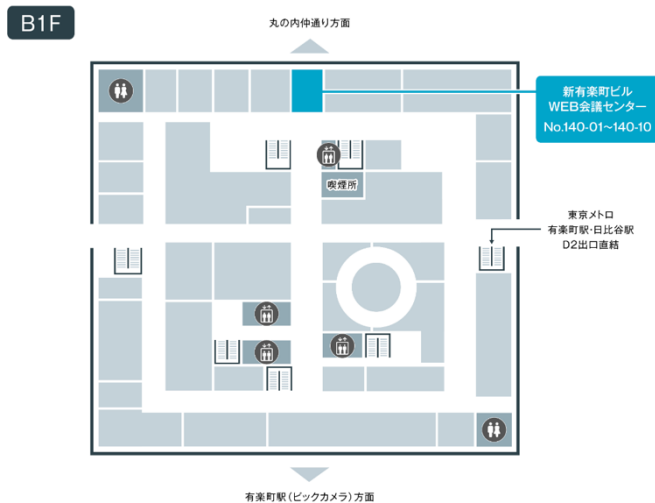 B1F
丸の内仲通り方面
新有楽町ビル
WEB会議センター
No.140-01～140-10
喫煙所
東京メトロ
有楽町駅・日比谷駅
D2出口直結
有楽町駅（ビックカメラ）方面